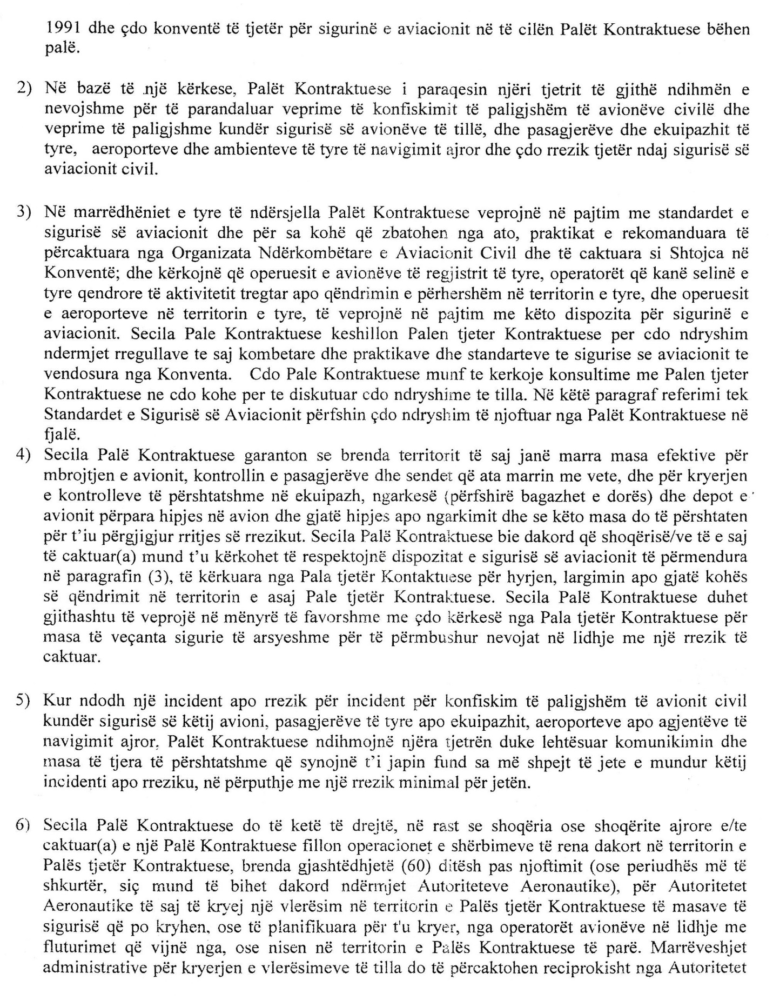 1991 dhe çdo konventë të tjetër për sigurinë e aviacionit në të cilën Palët Kontraktuese bëhen
palë.
2) Në bazë të një kërkese, Palët Kontraktuese i paraqesin njëri tjetrit të gjithë ndihmën e
nevojshme për të parandaluar veprime të konfiskimit të paligjshëm të avionëve civilë dhe
veprime të paligjshme kundër sigurisë së avionëve të tillë, dhe pasagjerëve dhe ekuipazhit të
tyre, aeroporteve dhe ambienteve të tyre të navigimit ajror dhe çdo rrezik tjetër ndaj sigurisë së
aviacionit civil.
3) Në marrëdhëniet e tyre të ndërsjella Palët Kontraktuese veprojnë në pajtim me standardet e
sigurisë së aviacionit dhe për sa kohë që zbatohen nga ato, praktikat e rekomanduara të
përcaktuara nga Organizata Ndërkombëtare e Aviacionit Civil dhe të caktuara si Shtojca në
Konventë; dhe kërkojnë që operuesit e avionëve të regjistrit të tyre, operatorët që kanë selinë e
tyre qendrore të aktivitetit tregtar apo qëndrimin e përhershëm në territorin e tyre, dhe operuesit
e aeroporteve në territorin e tyre, të veprojnë në pajtim me këto dispozita për sigurinë e
aviacionit. Secila Pale Kontraktuese keshillon Palen tjeter Kontraktuese per cdo ndryshim
ndermjet rregullave te saj kombetare dhe praktikave dhe standarteve te sigurise se aviacionit te
vendosura nga Konventa. Cdo Pale Kontraktuese munf te kerkoje konsultime me Palen tjeter
Kontraktuese ne cdo kohe per te diskutuar cdo ndryshime te tilla. Në këtë paragraf referimi tek
Standardet e Sigurisë së Aviacionit përfshin çdo ndryshim të njoftuar nga Palët Kontraktuese në
fjalë.
4) Secila Palë Kontraktuese garanton se brenda territorit të saj janë marra masa efektive për
mbrojtjen e avionit, kontrollin e pasagjerëve dhe sendet që ata marrin me vete, dhe për kryerjen
e kontrolleve të përshtatshme në ekuipazh, ngarkesë (përfshirë bagazhet e dorës) dhe depot e
avionit përpara hipjes në avion dhe gjatë hipjes apo ngarkimit dhe se këto masa do të përshtaten
për t’iu përgjigjur rritjes së rrezikut. Secila Palë Kontraktuese bie dakord që shoqërisë/ve të e saj
të caktuar(a) mund t’u kërkohet të respektojnë dispozitat e sigurisë së aviacionit të përmendura
në paragrafin (3), të kërkuara nga Pala tjetër Kontaktuese për hyrjen, largimin apo gjatë kohës
së qëndrimit në territorin e asaj Pale tjetër Kontraktuese. Secila Palë Kontraktuese duhet
gjithashtu të veprojë në mënyrë të favorshme me çdo kërkesë nga Pala tjetër Kontraktuese për
masa të veçanta sigurie të arsyeshme për të përmbushur nevojat në lidhje me një rrezik të
caktuar.
5) Kur ndodh një incident apo rrezik për incident për konfiskim të paligjshëm të avionit civil
kundër sigurisë së këtij avioni, pasagjerëve të tyre apo ekuipazhit, aeroporteve apo agjentëve të
navigimit ajror, Palët Kontraktuese ndihmojnë njëra tjetrën duke lehtësuar komunikimin dhe
masa të tjera të përshtatshme që synojnë t’i japin fund sa më shpejt të jete e mundur këtij
incidenti apo rreziku, në përputhje me një rrezik minimal për jetën.
6) Secila Palë Kontraktuese do të ketë të drejtë, në rast se shoqëria ose shoqërite ajrore e/te
caktuar(a) e një Palë Kontraktuese fillon operacionet e shërbimeve të rena dakort në territorin e
Palës tjetër Kontraktuese, brenda gjashtëdhjetë (60) ditësh pas njoftimit (ose periudhës më të
shkurtër, siç mund të bihet dakord ndërmjet Autoriteteve Aeronautike), për Autoritetet
Aeronautike të saj të kryej një vlerësim në territorin e Palës tjetër Kontraktuese të masave të
sigurisë që po kryhen, ose të planifikuara për t'u kryer, nga operatorët avionëve në lidhje me
fluturimet që vijnë nga, ose nisen në territorin e Palës Kontraktuese të parë. Marrëveshjet
administrative për kryerjen e vlerësimeve të tilla do të përcaktohen reciprokisht nga Autoritetet